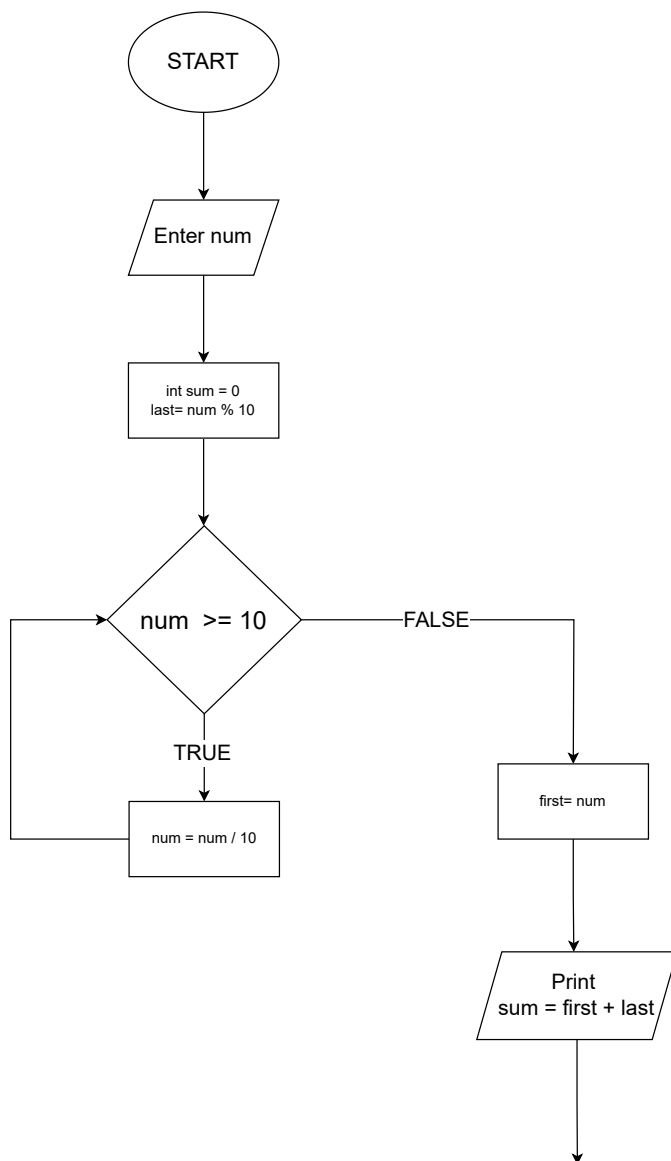 START
Enter num
int sum = 0
last= num % 10
num >= 10
FALSE
TRUE
num = num / 10
first= num
Print
sum = first + last